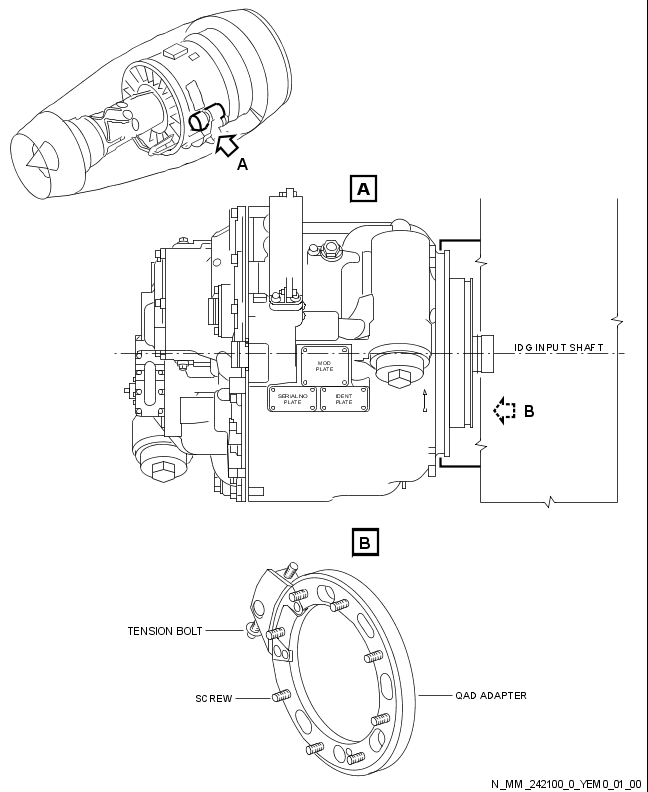 A
A
IDG INPUT SHAFT
MOD
PLATE
SERIAL NO
PLATE
IDENT
PLATE
B
B
TENSION BOLT
SCREW
QAD ADAPTER
N_MM_242100_0_YEM0_01_00